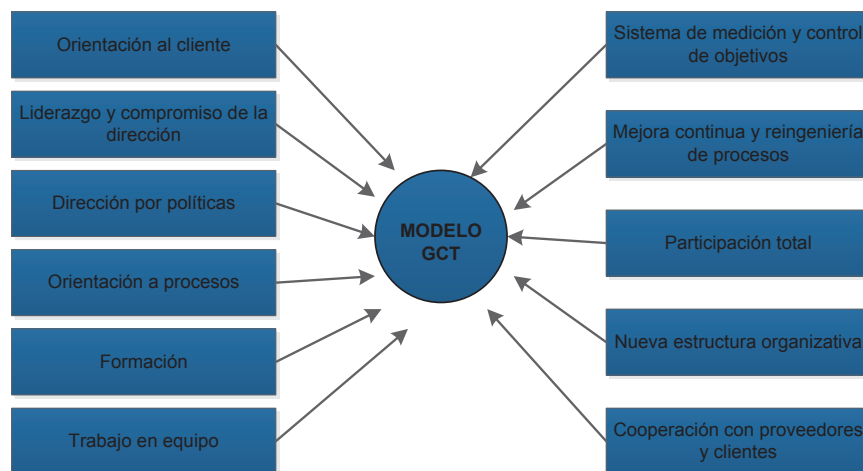 Orientación al cliente
Liderazgo y compromiso de la
dirección
Dirección por políticas
Orientación a procesos
Formación
Trabajo en equipo
MODELO
GCT
Sistema de medición y control
de objetivos
Mejora continua y reingeniería
de procesos
Participación total
Nueva estructura organizativa
Cooperación con proveedores
y clientes